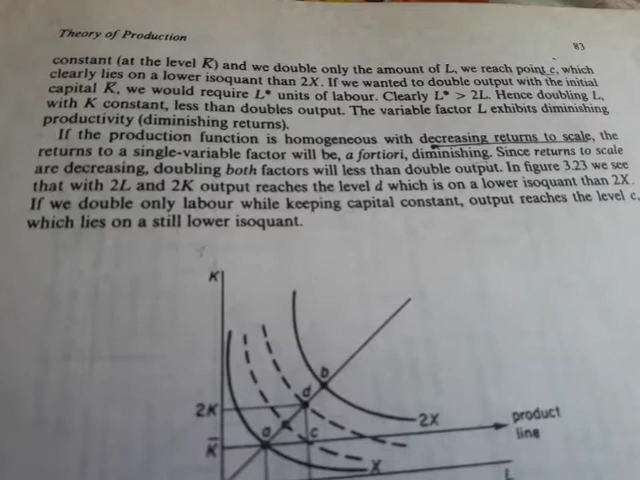 Theory of Production
83
constant (at the level K̅) and we double only the amount of L, we reach point c, which
clearly lies on a lower isoquant than 2X. If we wanted to double output with the initial
capital K̅, we would require L* units of labour. Clearly L* > 2L. Hence doubling L,
with K constant, less than doubles output. The variable factor L exhibits diminishing
productivity (diminishing returns).
If the production function is homogeneous with decreasing returns to scale, the
returns to a single-variable factor will be, a fortiori, diminishing. Since returns to scale
are decreasing, doubling both factors will less than double output. In figure 3.23 we see
that with 2L and 2K output reaches the level d which is on a lower isoquant than 2X.
If we double only labour while keeping capital constant, output reaches the level c,
which lies on a still lower isoquant.
K
b
d
2K
2X
product
line
a
c
K̅
X
L